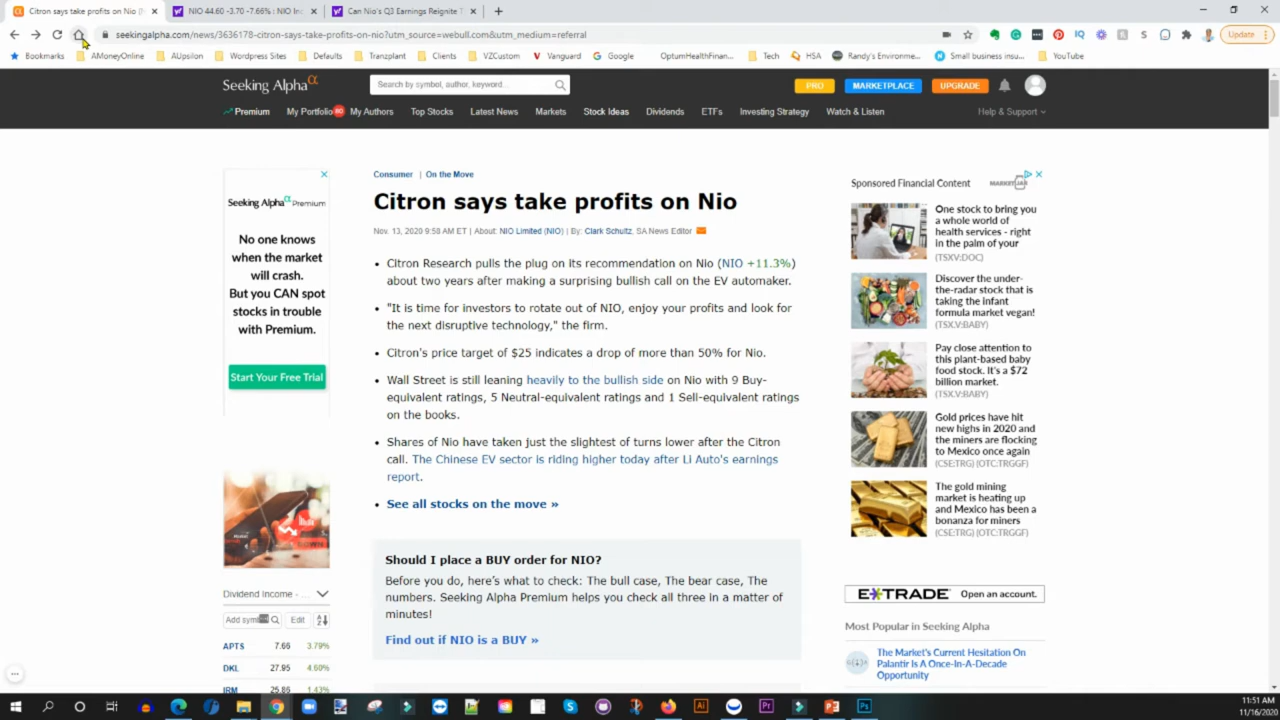 Citron says take profits on Nio (N
NIO 44.60 -3.70 -7.66% : NIO Inc
Can Nio's Q3 Earnings Reignite T
seekingalpha.com/news/3636178-citron-says-take-profits-on-nio?utm_source=webull.com&utm_medium=referral
Update
Bookmarks
AMoneyOnline
AUpsilon
Wordpress Sites
Defaults
Tranzplant
Clients
VZCustom
Vanguard
Google
OptumHealthFinan...
Tech
HSA
Randy's Environme...
Small business insu...
YouTube
Seeking Alpha α
Search by symbol, author, keyword...
PRO
MARKETPLACE
UPGRADE
Premium
My Portfolio
80
My Authors
Top Stocks
Latest News
Markets
Stock Ideas
Dividends
ETFs
Investing Strategy
Watch & Listen
Help & Support
Seeking Alpha α Premium
No one knows
when the market
will crash.
But you CAN spot
stocks in trouble
with Premium.
Start Your Free Trial
Consumer | On the Move
Citron says take profits on Nio
Nov. 13, 2020 9:58 AM ET | About: NIO Limited (NIO) | By: Clark Schultz, SA News Editor
• Citron Research pulls the plug on its recommendation on Nio (NIO +11.3%)
about two years after making a surprising bullish call on the EV automaker.
• "It is time for investors to rotate out of NIO, enjoy your profits and look for
the next disruptive technology," the firm.
• Citron's price target of $25 indicates a drop of more than 50% for Nio.
• Wall Street is still leaning heavily to the bullish side on Nio with 9 Buy-
equivalent ratings, 5 Neutral-equivalent ratings and 1 Sell-equivalent ratings
on the books.
• Shares of Nio have taken just the slightest of turns lower after the Citron
call. The Chinese EV sector is riding higher today after Li Auto's earnings
report.
• See all stocks on the move »
Should I place a BUY order for NIO?
Before you do, here's what to check: The bull case, The bear case, The
numbers. Seeking Alpha Premium helps you check all three in a matter of
minutes!
Find out if NIO is a BUY »
Dividend Income - ...
Add sym
Edit
APTS 7.66 3.79%
DKL 27.95 4.60%
IRM 25.86 1.43%
Sponsored Financial Content
MARKETJAR
One stock to bring you
a whole world of
health services - right
in the palm of your
(TSXV:DOC)
Discover the under-
the-radar stock that is
taking the infant
formula market vegan!
(TSX.V:BABY)
Pay close attention to
this plant-based baby
food stock. It's a $72
billion market.
(TSX.V:BABY)
Gold prices have hit
new highs in 2020 and
the miners are flocking
to Mexico once again
(CSE:TRG) (OTC:TRGGF)
The gold mining
market is heating up
and Mexico has been a
bonanza for miners
(CSE:TRG) (OTC:TRGGF)
E*TRADE Open an account.
Most Popular in Seeking Alpha
The Market's Current Hesitation On
Palantir Is A Once-In-A-Decade
Opportunity
11:51 AM
11/16/2020